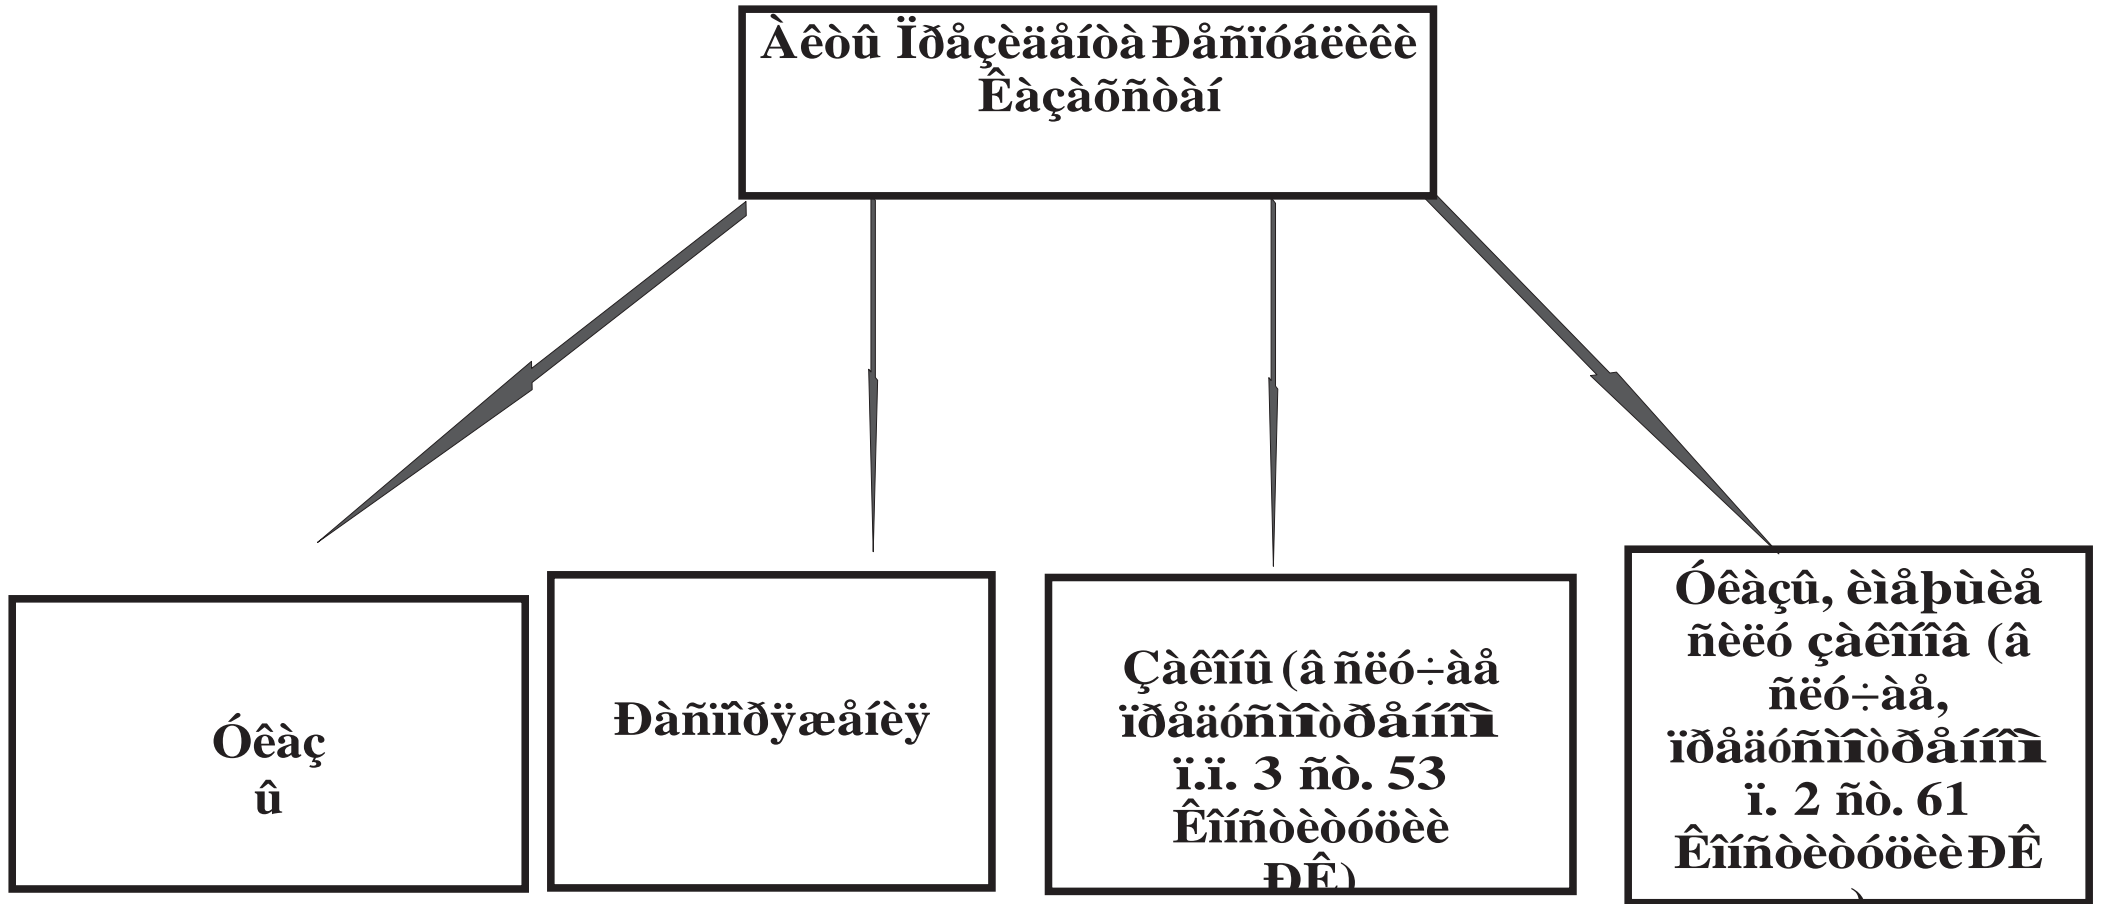 Àêòû Ïðåçèäåíòà Ðåñïóáëèêè
Êàçàõñòàí
Óêàç
û
Ðàñïîðÿæåíèÿ
Çàêîíû (â ñëó÷àå
ïðåäóñìîòðåííîì
ï.ï. 3 ñò. 53
Êîíñòèòóöèè
ÐÊ)
Óêàçû, èìåþùèå
ñèëó çàêîíîâ (â
ñëó÷àå,
ïðåäóñìîòðåííîì
ï. 2 ñò. 61
Êîíñòèòóöèè ÐÊ
)